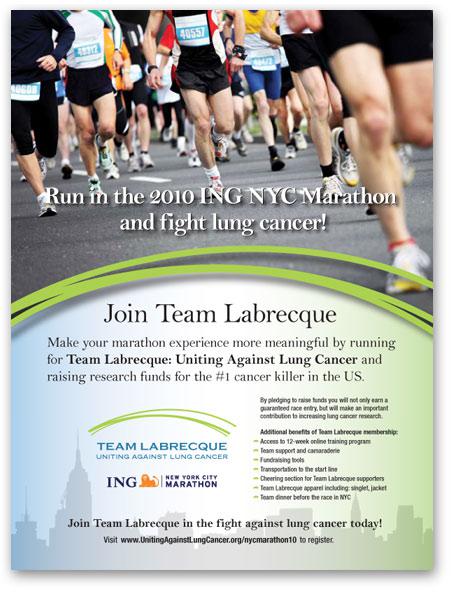 40608
40312
40557
40472
Run in the 2010 ING NYC Marathon
and fight lung cancer!
Join Team Labrecque
Make your marathon experience more meaningful by running
for Team Labrecque: Uniting Against Lung Cancer and
raising research funds for the #1 cancer killer in the US.
By pledging to raise funds you will not only earn a
guaranteed race entry, but will make an important
contribution to increasing lung cancer research.
Additional benefits of Team Labrecque membership:
Access to 12-week online training program
Team support and camaraderie
Fundraising tools
Transportation to the start line
Cheering section for Team Labrecque supporters
Team Labrecque apparel including: singlet, jacket
Team dinner before the race in NYC
TEAM LABRECQUE
UNITING AGAINST LUNG CANCER
ING
NEW YORK CITY
MARATHON
Join Team Labrecque in the fight against lung cancer today!
Visit www.UnitingAgainstLungCancer.org/nycmarathon10 to register.